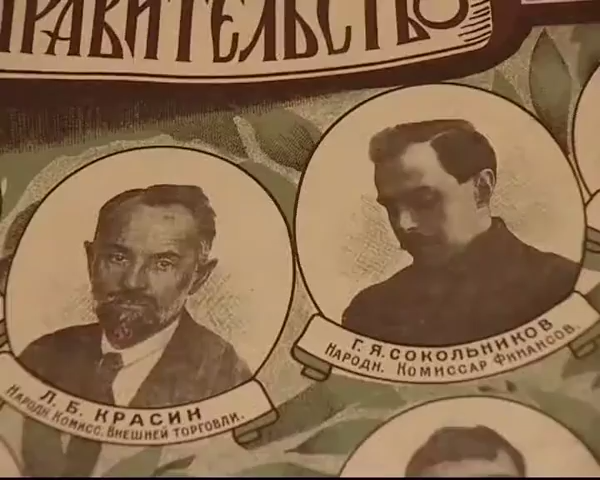 ПРАВИТЕЛЬСТВО
Л. Б. КРАСИН
НАРОДН. КОМИСС. ВНЕШНЕЙ ТОРГОВЛИ.
Г. Я. СОКОЛЬНИКОВ
НАРОДН. КОМИССАР ФИНАНСОВ.